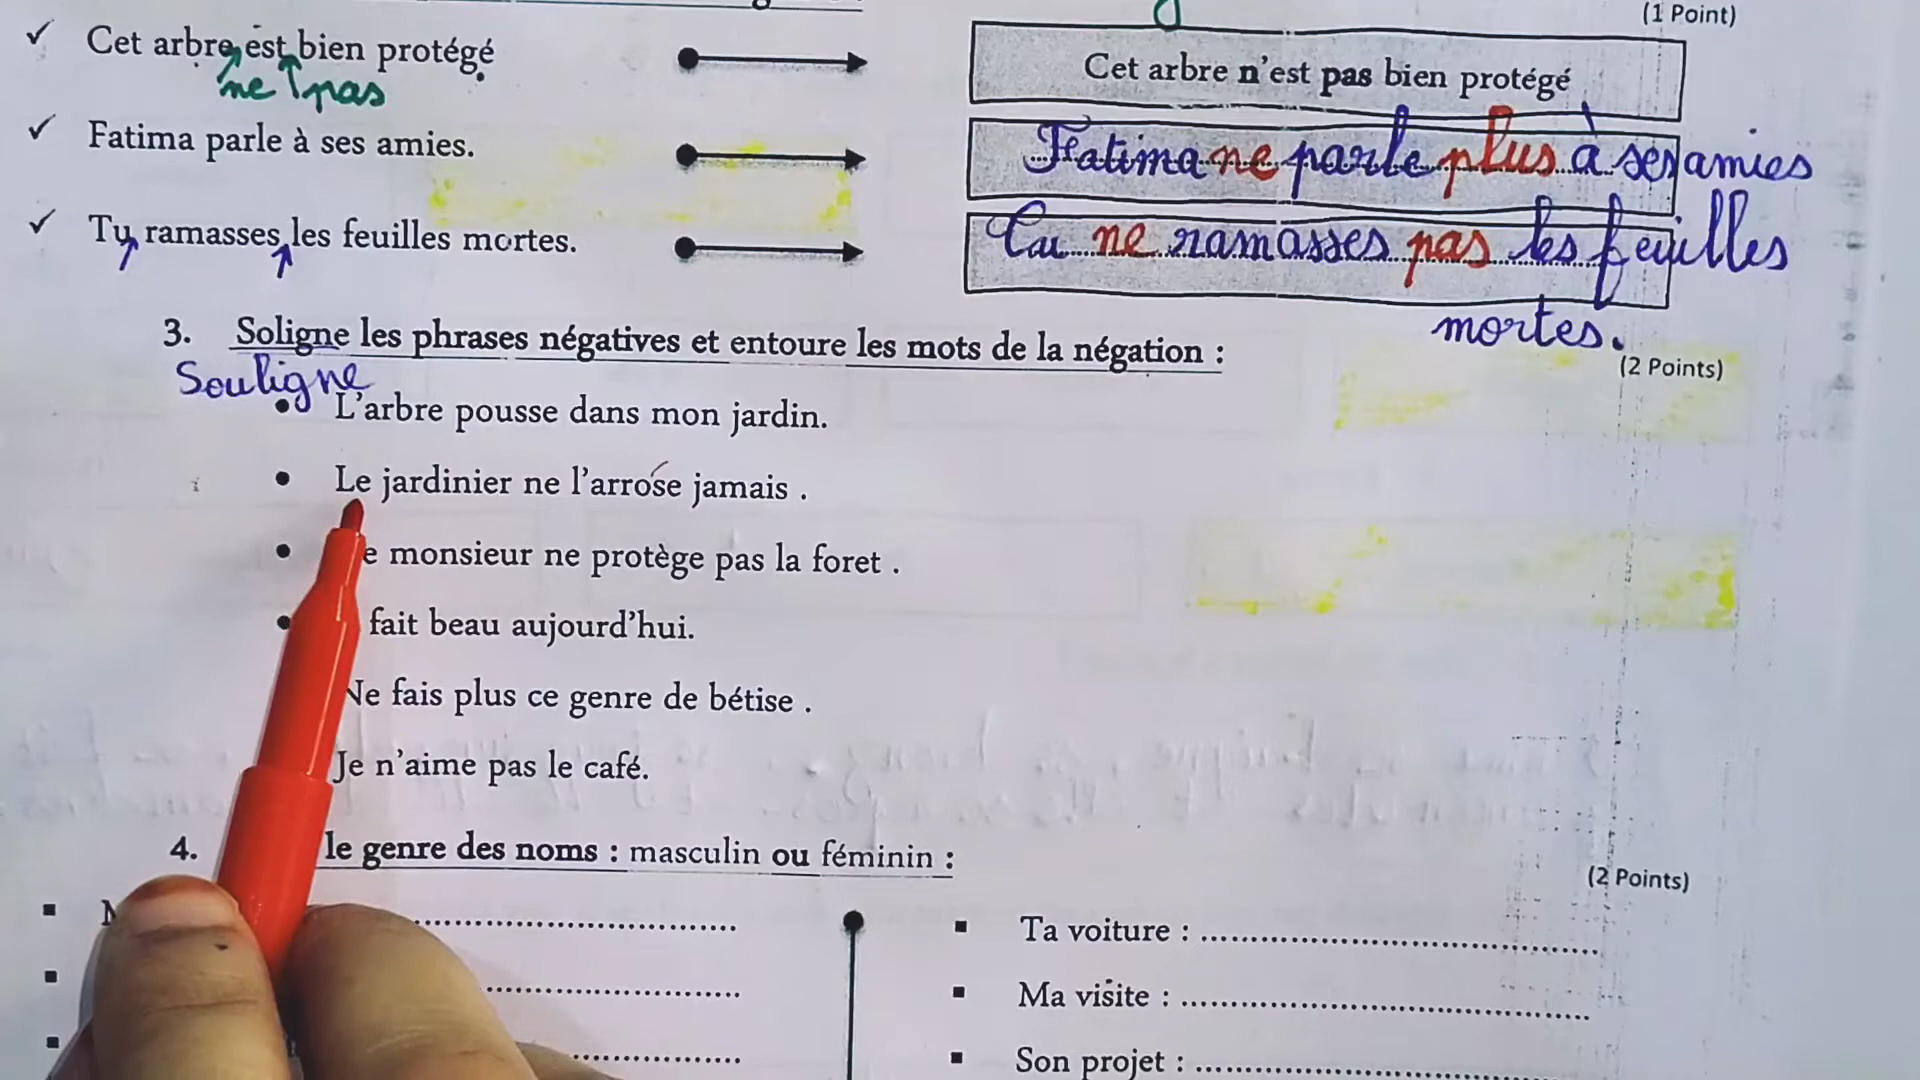 (1 Point)
✓ Cet arbre est bien protégé
ne pas
Cet arbre n'est pas bien protégé
✓ Fatima parle à ses amies.
Fatima ne parle plus à ses amies
✓ Tu ramasses les feuilles mortes.
Tu ne ramasses pas les feuilles
mortes.
3. Soligne les phrases négatives et entoure les mots de la négation :
(2 Points)
Souligne
• L'arbre pousse dans mon jardin.
• Le jardinier ne l'arrose jamais .
• monsieur ne protège pas la foret .
• fait beau aujourd'hui.
Ne fais plus ce genre de bétise .
Je n'aime pas le café.
4. le genre des noms : masculin ou féminin :
(2 Points)
▪ Ta voiture : ..............................
▪ Ma visite : ..............................
▪ Son projet : ..............................